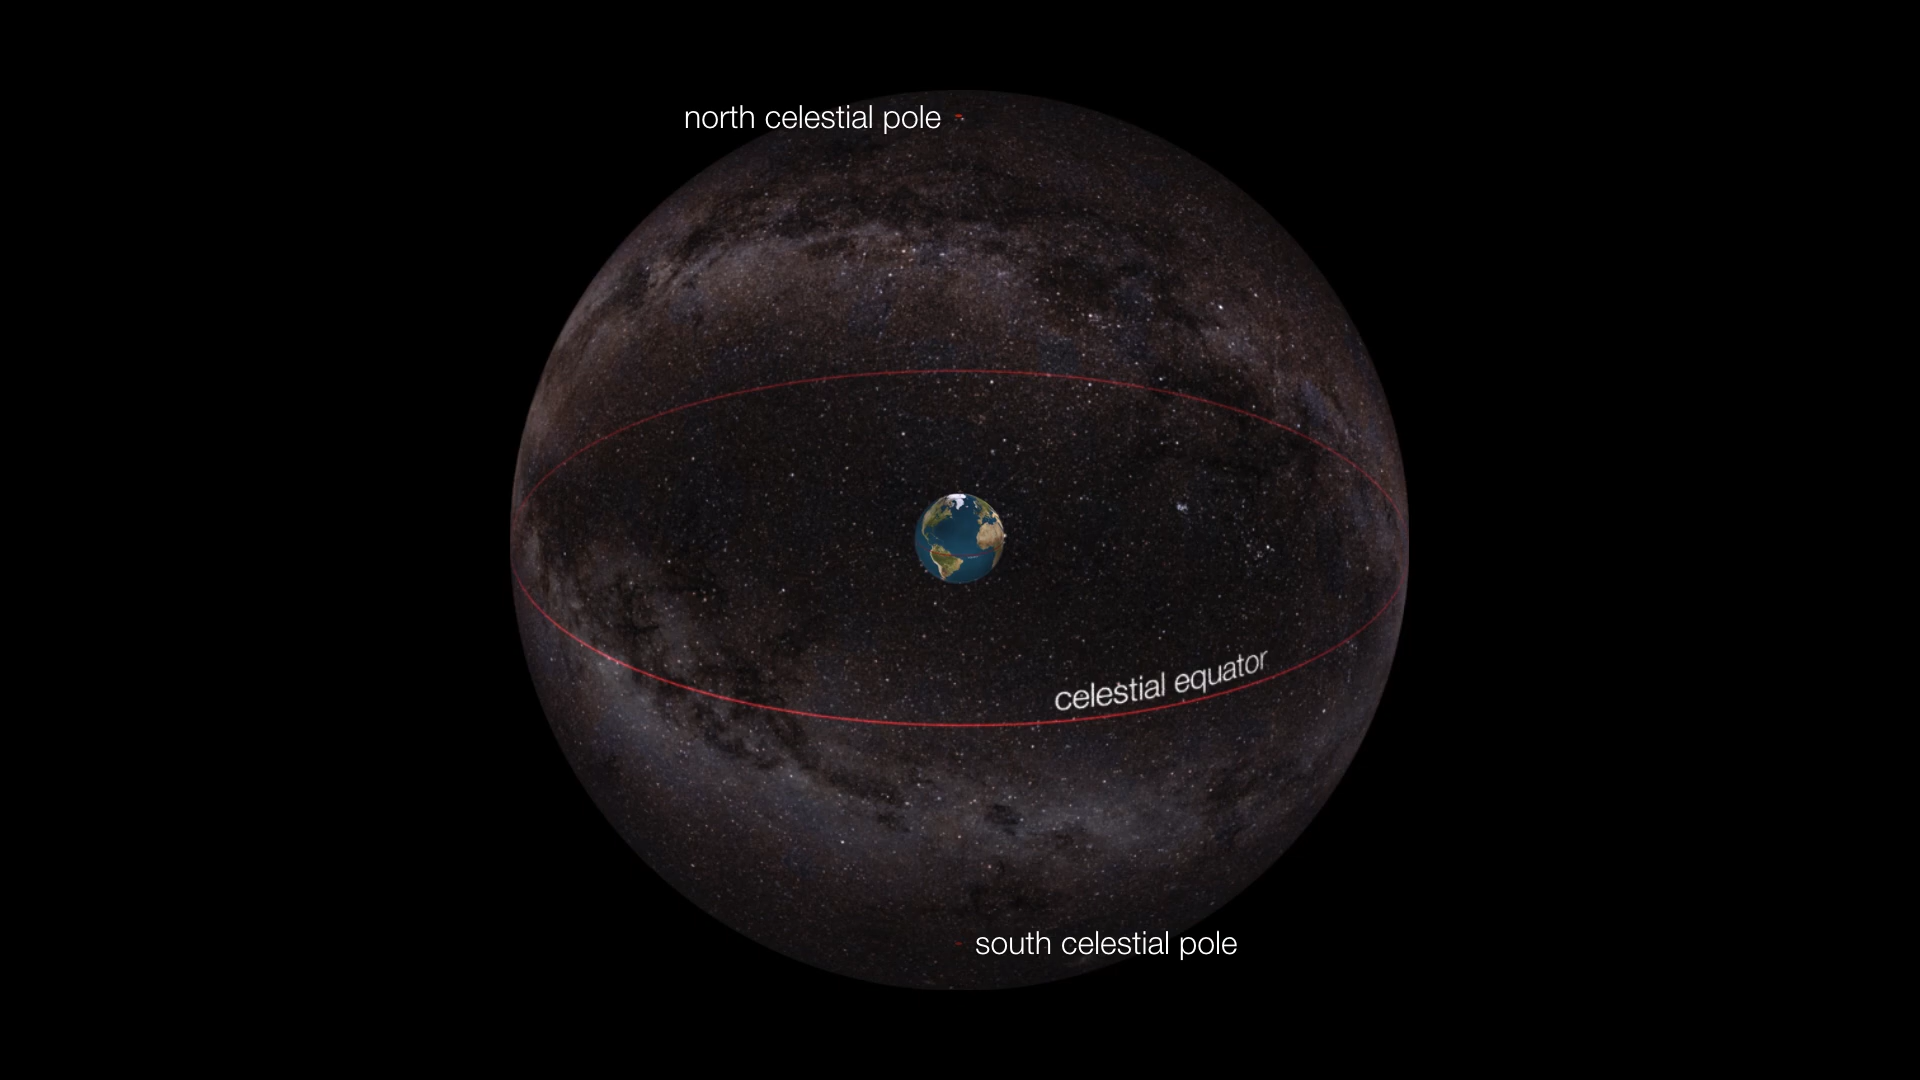 north celestial pole
celestial equator
south celestial pole